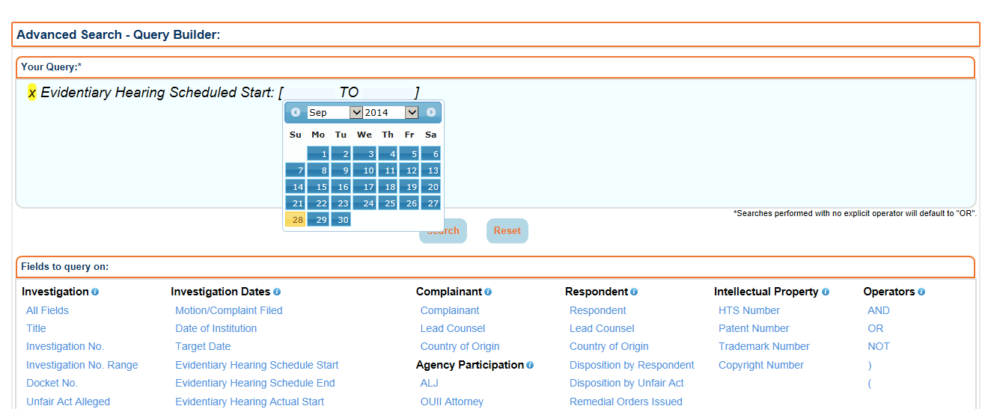 Advanced Search - Query Builder:
Your Query:*
x Evidentiary Hearing Scheduled Start: [ TO ]
Sep 2014
Su Mo Tu We Th Fr Sa
1 2 3 4 5 6
7 8 9 10 11 12 13
14 15 16 17 18 19 20
21 22 23 24 25 26 27
28 29 30
*Searches performed with no explicit operator will default to "OR".
Search Reset
Fields to query on:
Investigation Investigation Dates Complainant Respondent Intellectual Property Operators
All Fields Motion/Complaint Filed Complainant Respondent HTS Number AND
Title Date of Institution Lead Counsel Lead Counsel Patent Number OR
Investigation No. Target Date Country of Origin Country of Origin Trademark Number NOT
Investigation No. Range Evidentiary Hearing Schedule Start Agency Participation Disposition by Respondent Copyright Number )
Docket No. Evidentiary Hearing Schedule End ALJ Disposition by Unfair Act (
Unfair Act Alleged Evidentiary Hearing Actual Start OUII Attorney Remedial Orders Issued